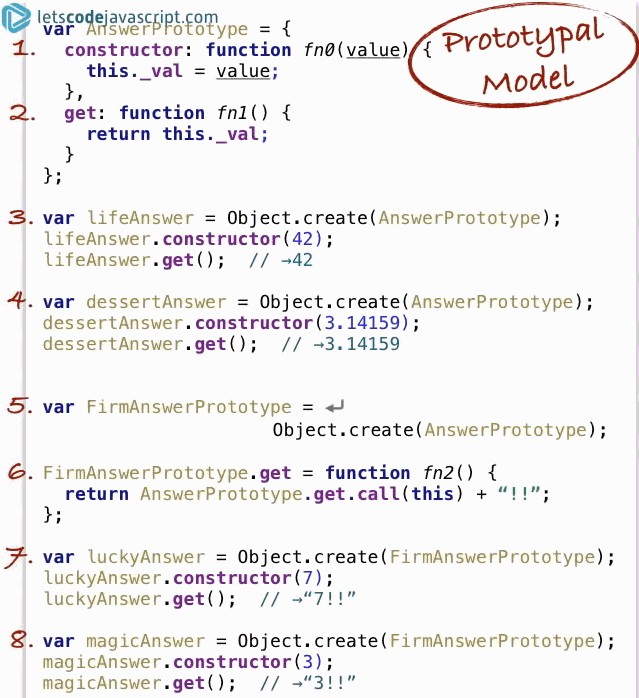 letscodejavascript.com
var AnswerPrototype = {
1. constructor: function fn0(value) {
this._val = value;
},
2. get: function fn1() {
return this._val;
}
};
Prototypal
Model
3. var lifeAnswer = Object.create(AnswerPrototype);
lifeAnswer.constructor(42);
lifeAnswer.get();  // →42
4. var dessertAnswer = Object.create(AnswerPrototype);
dessertAnswer.constructor(3.14159);
dessertAnswer.get();  // →3.14159
5. var FirmAnswerPrototype = ↵
Object.create(AnswerPrototype);
6. FirmAnswerPrototype.get = function fn2() {
return AnswerPrototype.get.call(this) + “!!”;
};
7. var luckyAnswer = Object.create(FirmAnswerPrototype);
luckyAnswer.constructor(7);
luckyAnswer.get();  // →“7!!”
8. var magicAnswer = Object.create(FirmAnswerPrototype);
magicAnswer.constructor(3);
magicAnswer.get();  // →“3!!”